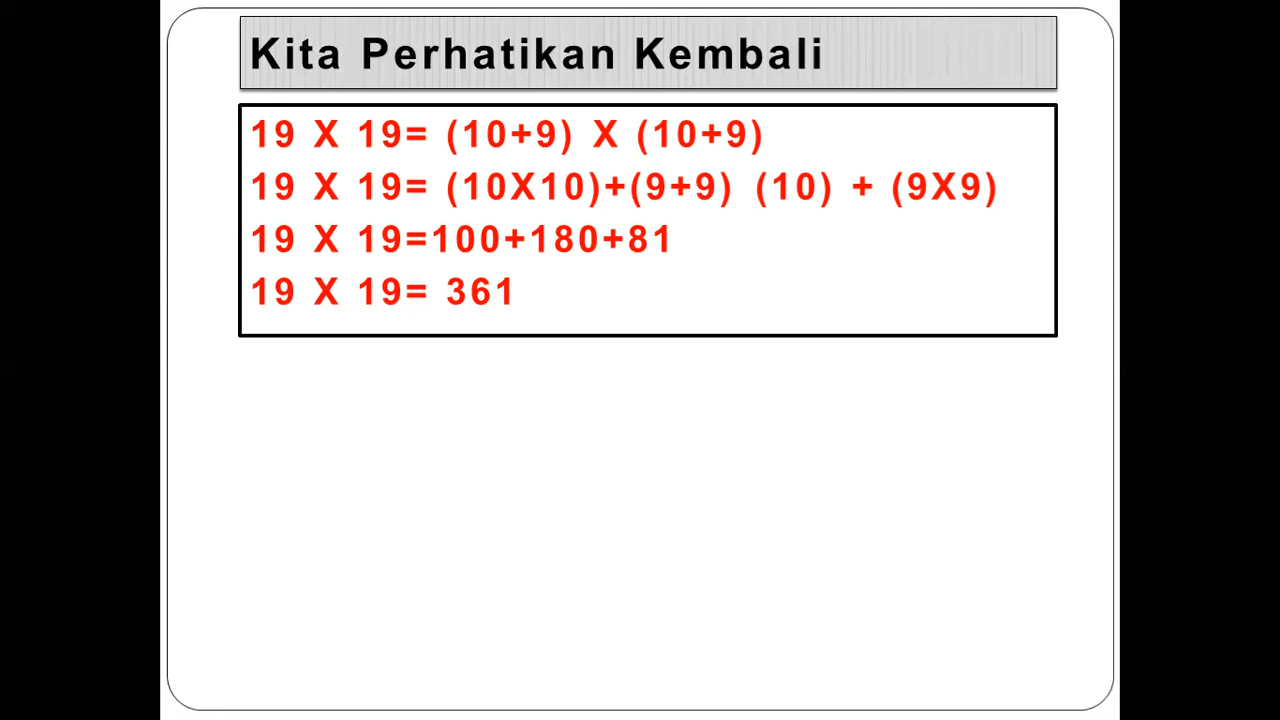 Kita Perhatikan Kembali
19 X 19= (10+9) X (10+9)
19 X 19= (10X10)+(9+9) (10) + (9X9)
19 X 19=100+180+81
19 X 19= 361